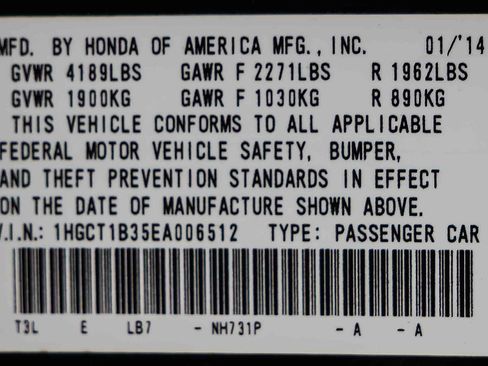 MFD. BY HONDA OF AMERICA MFG., INC. 01/'14
GVWR 4189LBS GAWR F 2271LBS R 1962LBS
GVWR 1900KG GAWR F 1030KG R 890KG
THIS VEHICLE CONFORMS TO ALL APPLICABLE
FEDERAL MOTOR VEHICLE SAFETY, BUMPER,
AND THEFT PREVENTION STANDARDS IN EFFECT
ON THE DATE OF MANUFACTURE SHOWN ABOVE.
V.I.N.: 1HGCT1B35EA006512 TYPE: PASSENGER CAR
T3L E LB7 - NH731P - A - A